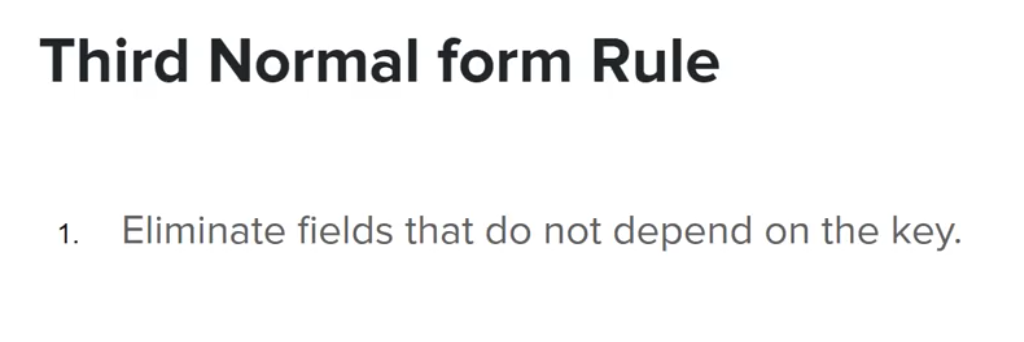 Third Normal form Rule
1. Eliminate fields that do not depend on the key.